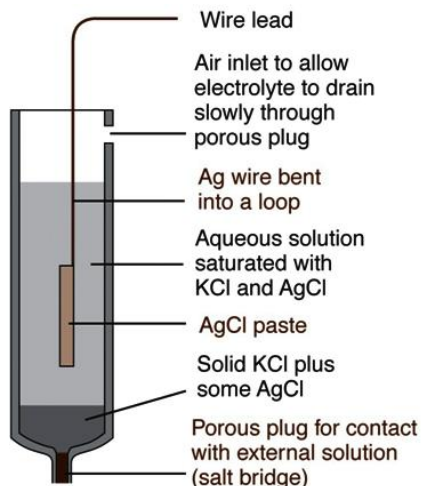 Wire lead
Air inlet to allow
electrolyte to drain
slowly through
porous plug
Ag wire bent
into a loop
Aqueous solution
saturated with
KCl and AgCl
AgCl paste
Solid KCl plus
some AgCl
Porous plug for contact
with external solution
(salt bridge)